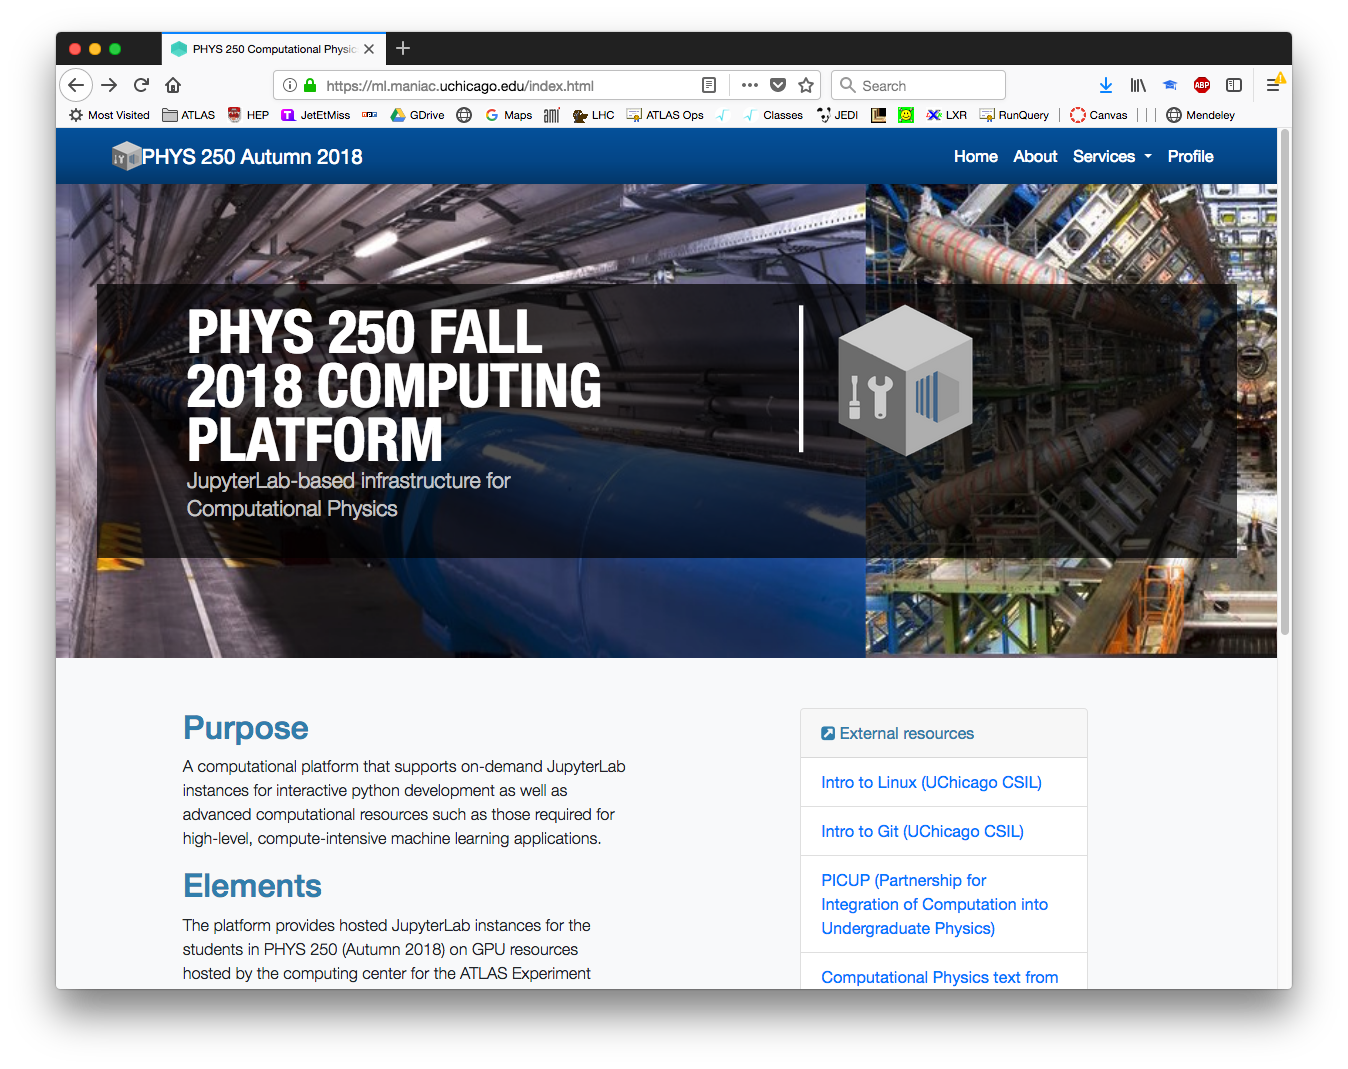 PHYS 250 Computational Physic
https://ml.maniac.uchicago.edu/index.html
Search
ABP
Most Visited
ATLAS
HEP
JetEtMiss
GDrive
Maps
LHC
ATLAS Ops
Classes
JEDI
LXR
RunQuery
Canvas
Mendeley
PHYS 250 Autumn 2018
Home About Services Profile
PHYS 250 FALL
2018 COMPUTING
PLATFORM
JupyterLab-based infrastructure for
Computational Physics
Purpose
A computational platform that supports on-demand JupyterLab
instances for interactive python development as well as
advanced computational resources such as those required for
high-level, compute-intensive machine learning applications.
Elements
The platform provides hosted JupyterLab instances for the
students in PHYS 250 (Autumn 2018) on GPU resources
hosted by the computing center for the ATLAS Experiment
External resources
Intro to Linux (UChicago CSIL)
Intro to Git (UChicago CSIL)
PICUP (Partnership for
Integration of Computation into
Undergraduate Physics)
Computational Physics text from